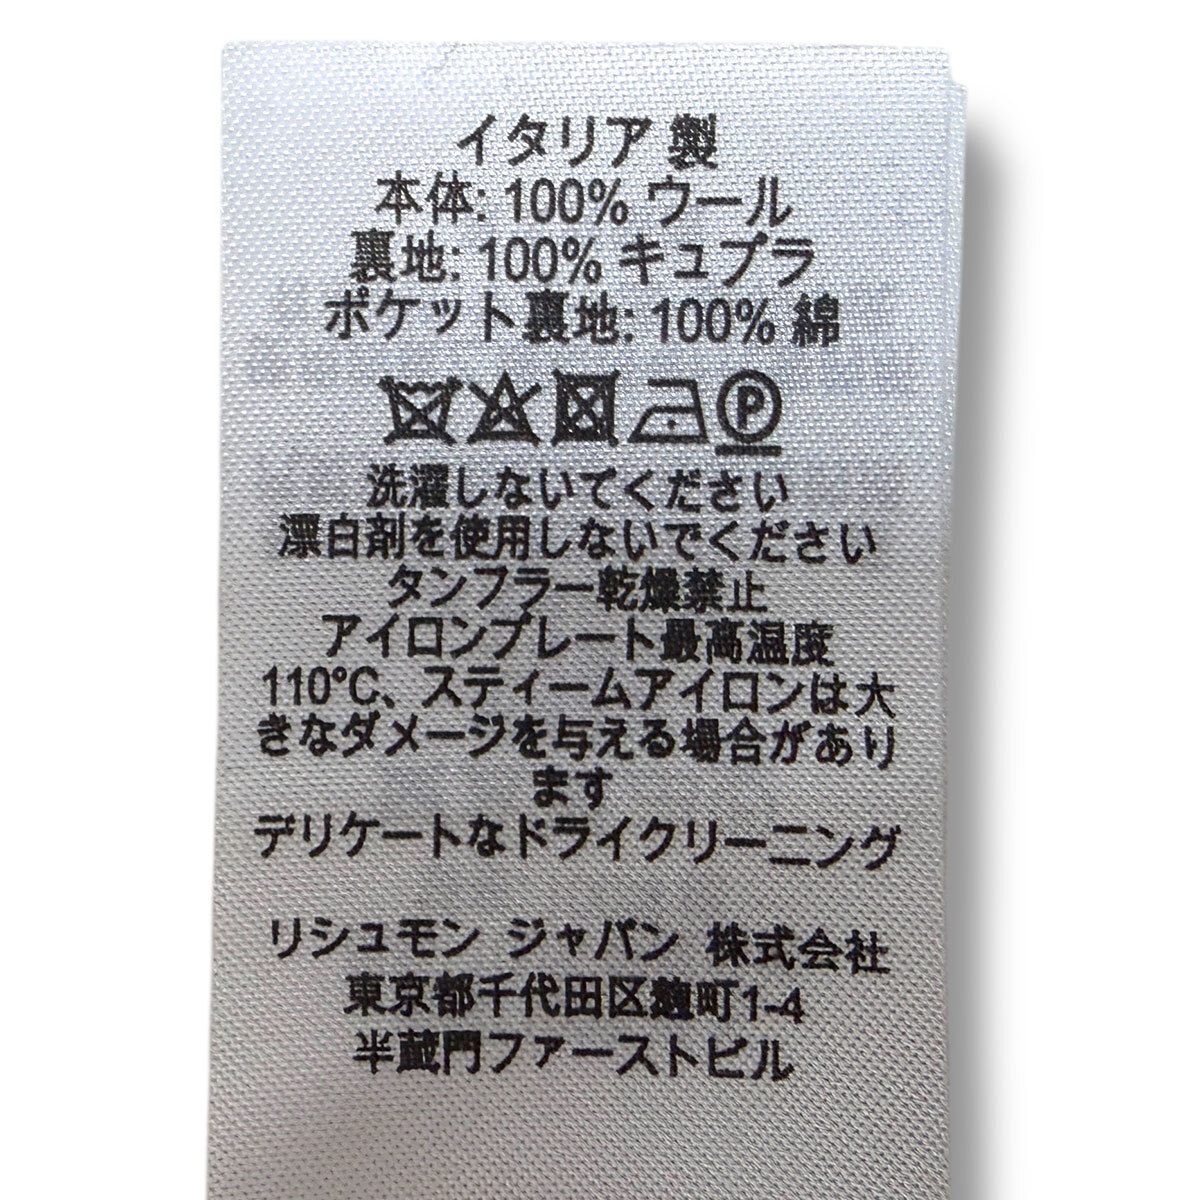 イタリア 製
本体: 100% ウール
裏地: 100% キュプラ
ポケット裏地: 100% 綿
P
洗濯しないてください
漂白剤を使用しないでください
タンフラー乾燥禁止
アイロンプレート最高温度
110°C、スティームアイロンは大
きなダメージを与える場合があり
ます
デリケートなドライクリーニング
リシュモン ジャパン 株式会社
東京都千代田区麹町1-4
半蔵門ファーストビル